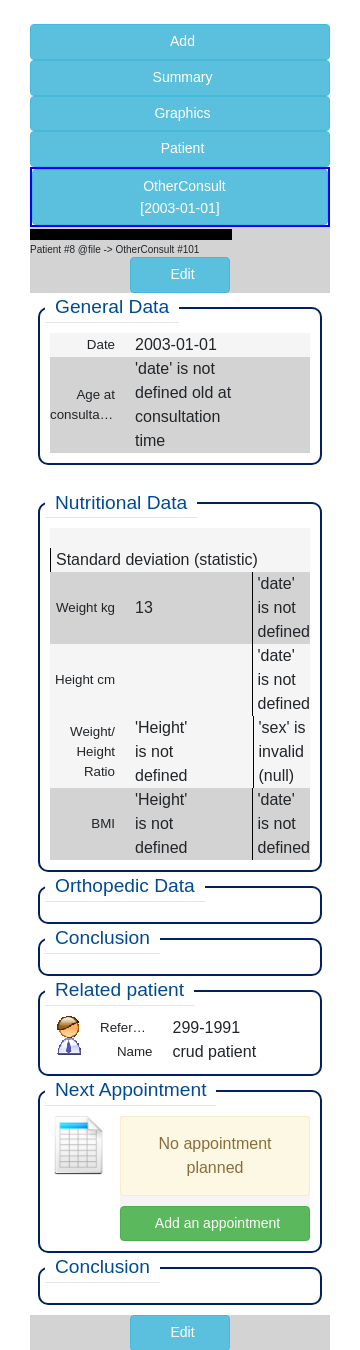 Add
Summary
Graphics
Patient
OtherConsult
[2003-01-01]
Patient #8 @file -> OtherConsult #101
Edit
General Data
Date 2003-01-01
'date' is not
defined old at
Age at
consulta…
consultation
time
Nutritional Data
Standard deviation (statistic)
'date'
Weight kg 13 is not
defined
'date'
Height cm is not
defined
Weight/ 'Height' 'sex' is
Height is not invalid
Ratio defined (null)
'Height' 'date'
BMI is not is not
defined defined
Orthopedic Data
Conclusion
Related patient
Refer… 299-1991
Name crud patient
Next Appointment
No appointment
planned
Add an appointment
Conclusion
Edit